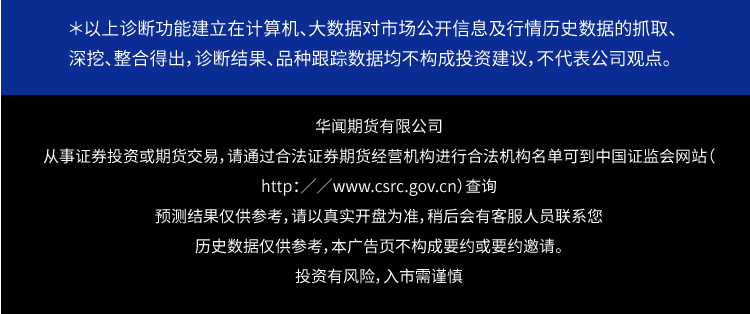 ＊以上诊断功能建立在计算机、大数据对市场公开信息及行情历史数据的抓取、
深挖、整合得出，诊断结果、品种跟踪数据均不构成投资建议，不代表公司观点。
华闻期货有限公司
从事证券投资或期货交易，请通过合法证券期货经营机构进行合法机构名单可到中国证监会网站（
http：／／www.csrc.gov.cn）查询
预测结果仅供参考，请以真实开盘为准，稍后会有客服人员联系您
历史数据仅供参考，本广告页不构成要约或要约邀请。
投资有风险，入市需谨慎